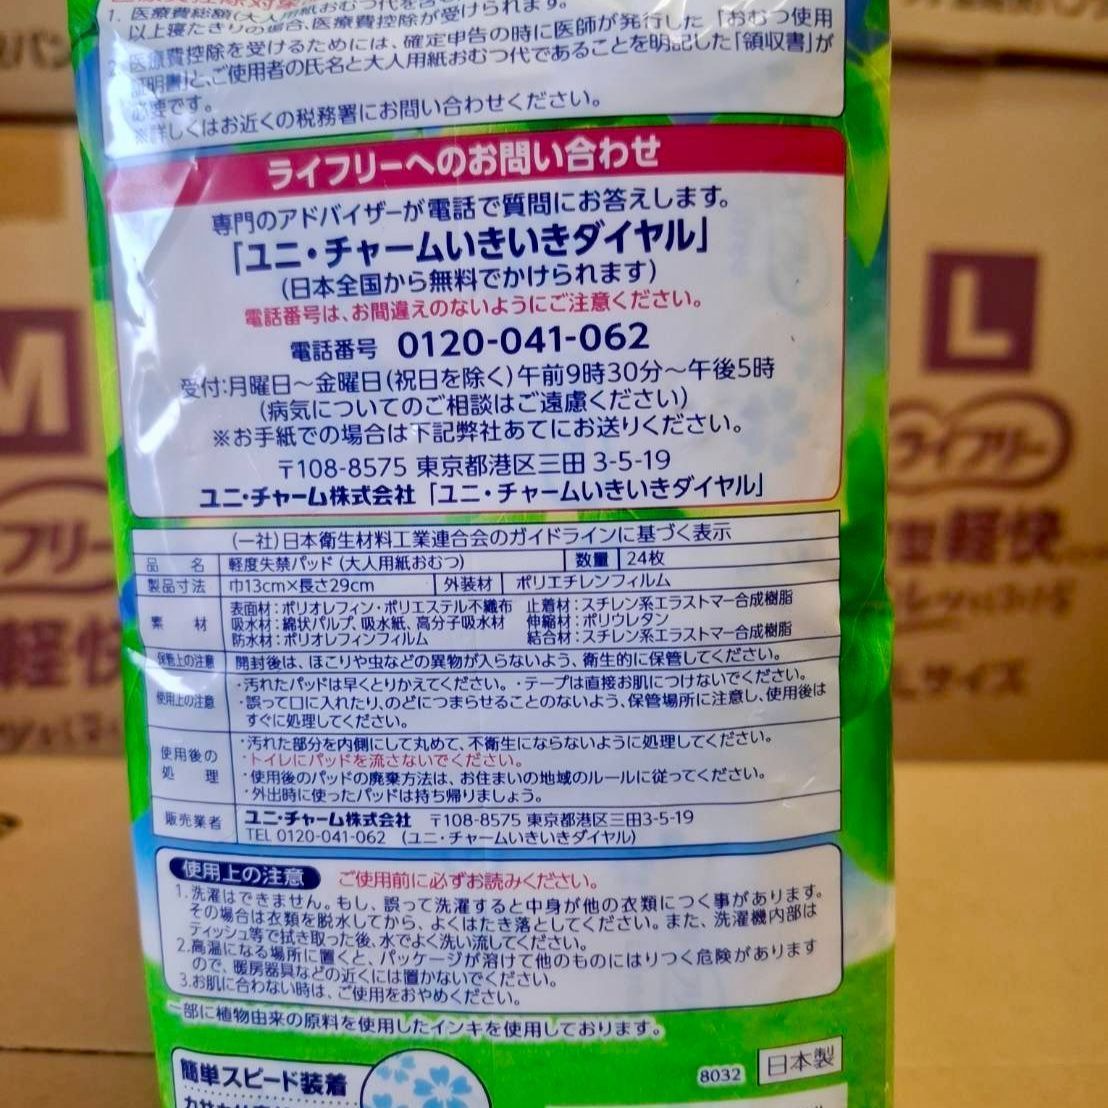 1. 医療費総額(大人用紙おむつ代を含
以上寝たきりの場合、医療費控除が受けられます。
2. 医療費控除を受けるためには、確定申告の時に医師が発行した「おむつ使用
証明書」と、ご使用者の氏名と大人用紙おむつ代であることを明記した「領収書」が
必要です。
※詳しくはお近くの税務署にお問い合わせください。
ライフリーへのお問い合わせ
専門のアドバイザーが電話で質問にお答えします。
「ユニ・チャームいきいきダイヤル」
(日本全国から無料でかけられます)
電話番号は、お間違えのないようにご注意ください。
電話番号 0120-041-062
受付:月曜日～金曜日(祝日を除く)午前9時30分～午後5時
(病気についてのご相談はご遠慮ください)
※お手紙での場合は下記弊社あてにお送りください。
〒108-8575 東京都港区三田 3-5-19
ユニ・チャーム株式会社「ユニ・チャームいきいきダイヤル」
(一社)日本衛生材料工業連合会のガイドラインに基づく表示
品名 軽度失禁パッド(大人用紙おむつ) 数量 24枚
製品寸法 巾13cm×長さ29cm 外装材 ポリエチレンフィルム
素材 表面材:ポリオレフィン・ポリエステル不織布 止着材:スチレン系エラストマー合成樹脂
吸水材:綿状パルプ、吸水紙、高分子吸水材 伸縮材:ポリウレタン
防水材:ポリオレフィンフィルム 結合材:スチレン系エラストマー合成樹脂
保管上の注意 開封後は、ほこりや虫などの異物が入らないよう、衛生的に保管してください。
使用上の注意 ・汚れたパッドは早くとりかえてください。・テープは直接お肌につけないでください。
・誤って口に入れたり、のどにつまらせることのないよう、保管場所に注意し、使用後は
すぐに処理してください。
使用後の処理 ・汚れた部分を内側にして丸めて、不衛生にならないように処理してください。
・トイレにパッドを流さないでください。
・使用後のパッドの廃棄方法は、お住まいの地域のルールに従ってください。
・外出時に使ったパッドは持ち帰りましょう。
販売業者 ユニ・チャーム株式会社 〒108-8575 東京都港区三田3-5-19
TEL 0120-041-062 (ユニ・チャームいきいきダイヤル)
使用上の注意 ご使用前に必ずお読みください。
1.洗濯はできません。もし、誤って洗濯すると中身が他の衣類につく事があります。
その場合は衣類を脱水してから、よくはたき落としてください。また、洗濯機内部は
ティッシュ等で拭き取った後、水でよく洗い流してください。
2.高温になる場所に置くと、パッケージが溶けて他のものにはりつく危険があります
ので、暖房器具などの近くには置かないでください。
3.お肌に合わない時は、ご使用をおやめください。
一部に植物由来の原料を使用したインキを使用しております。
簡単スピード装着
8032 日本製
M
フリー
軽快
L
ライフリー
型軽快
Lサイズ